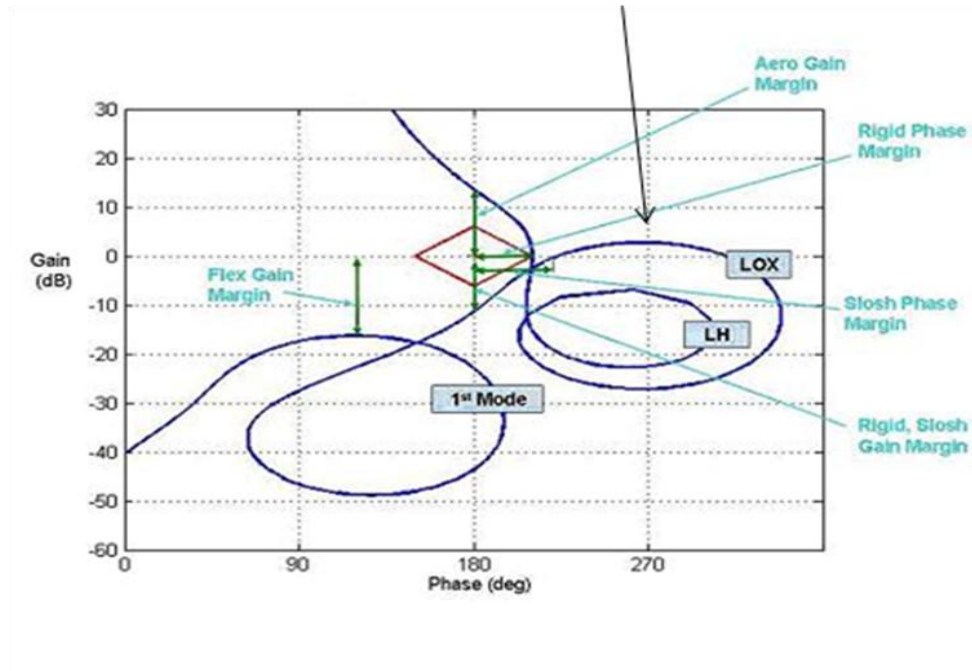 Aero Gain
Margin
Rigid Phase
Margin
30
20
10
0
-10
-20
-30
-40
-50
-60
Gain
(dB)
Flex Gain
Margin
LOX
LH
Slosh Phase
Margin
1st Mode
Rigid, Slosh
Gain Margin
0
90
180
270
Phase (deg)